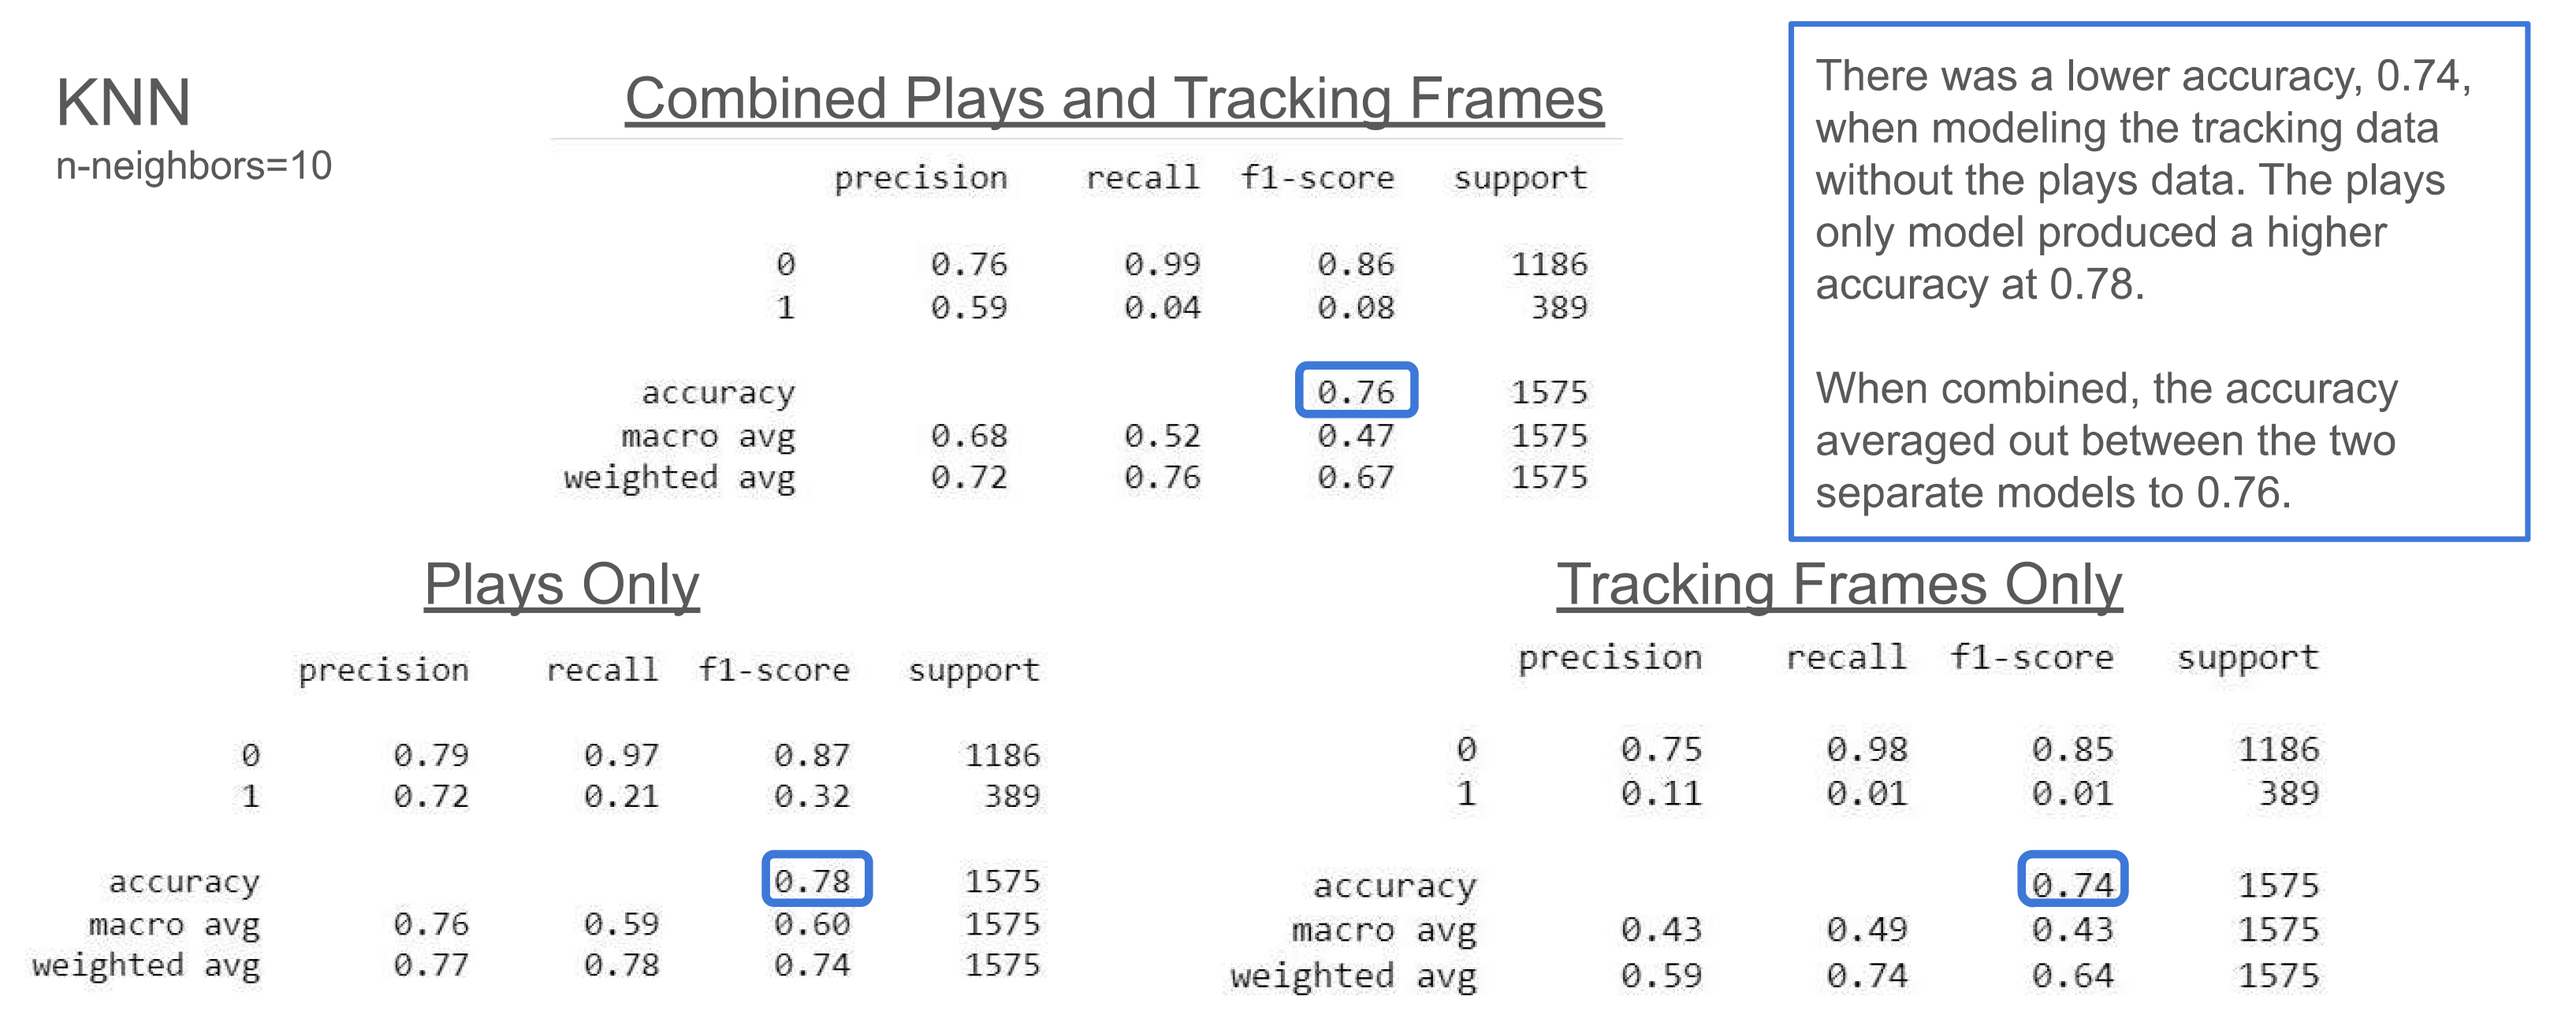 KNN
n-neighbors=10
Combined Plays and Tracking Frames
precision recall f1-score support
0 0.76 0.99 0.86 1186
1 0.59 0.04 0.08 389
accuracy 0.76 1575
macro avg 0.68 0.52 0.47 1575
weighted avg 0.72 0.76 0.67 1575
There was a lower accuracy, 0.74,
when modeling the tracking data
without the plays data. The plays
only model produced a higher
accuracy at 0.78.
When combined, the accuracy
averaged out between the two
separate models to 0.76.
Plays Only
precision recall f1-score support
0 0.79 0.97 0.87 1186
1 0.72 0.21 0.32 389
accuracy 0.78 1575
macro avg 0.76 0.59 0.60 1575
weighted avg 0.77 0.78 0.74 1575
Tracking Frames Only
precision recall f1-score support
0 0.75 0.98 0.85 1186
1 0.11 0.01 0.01 389
accuracy 0.74 1575
macro avg 0.43 0.49 0.43 1575
weighted avg 0.59 0.74 0.64 1575